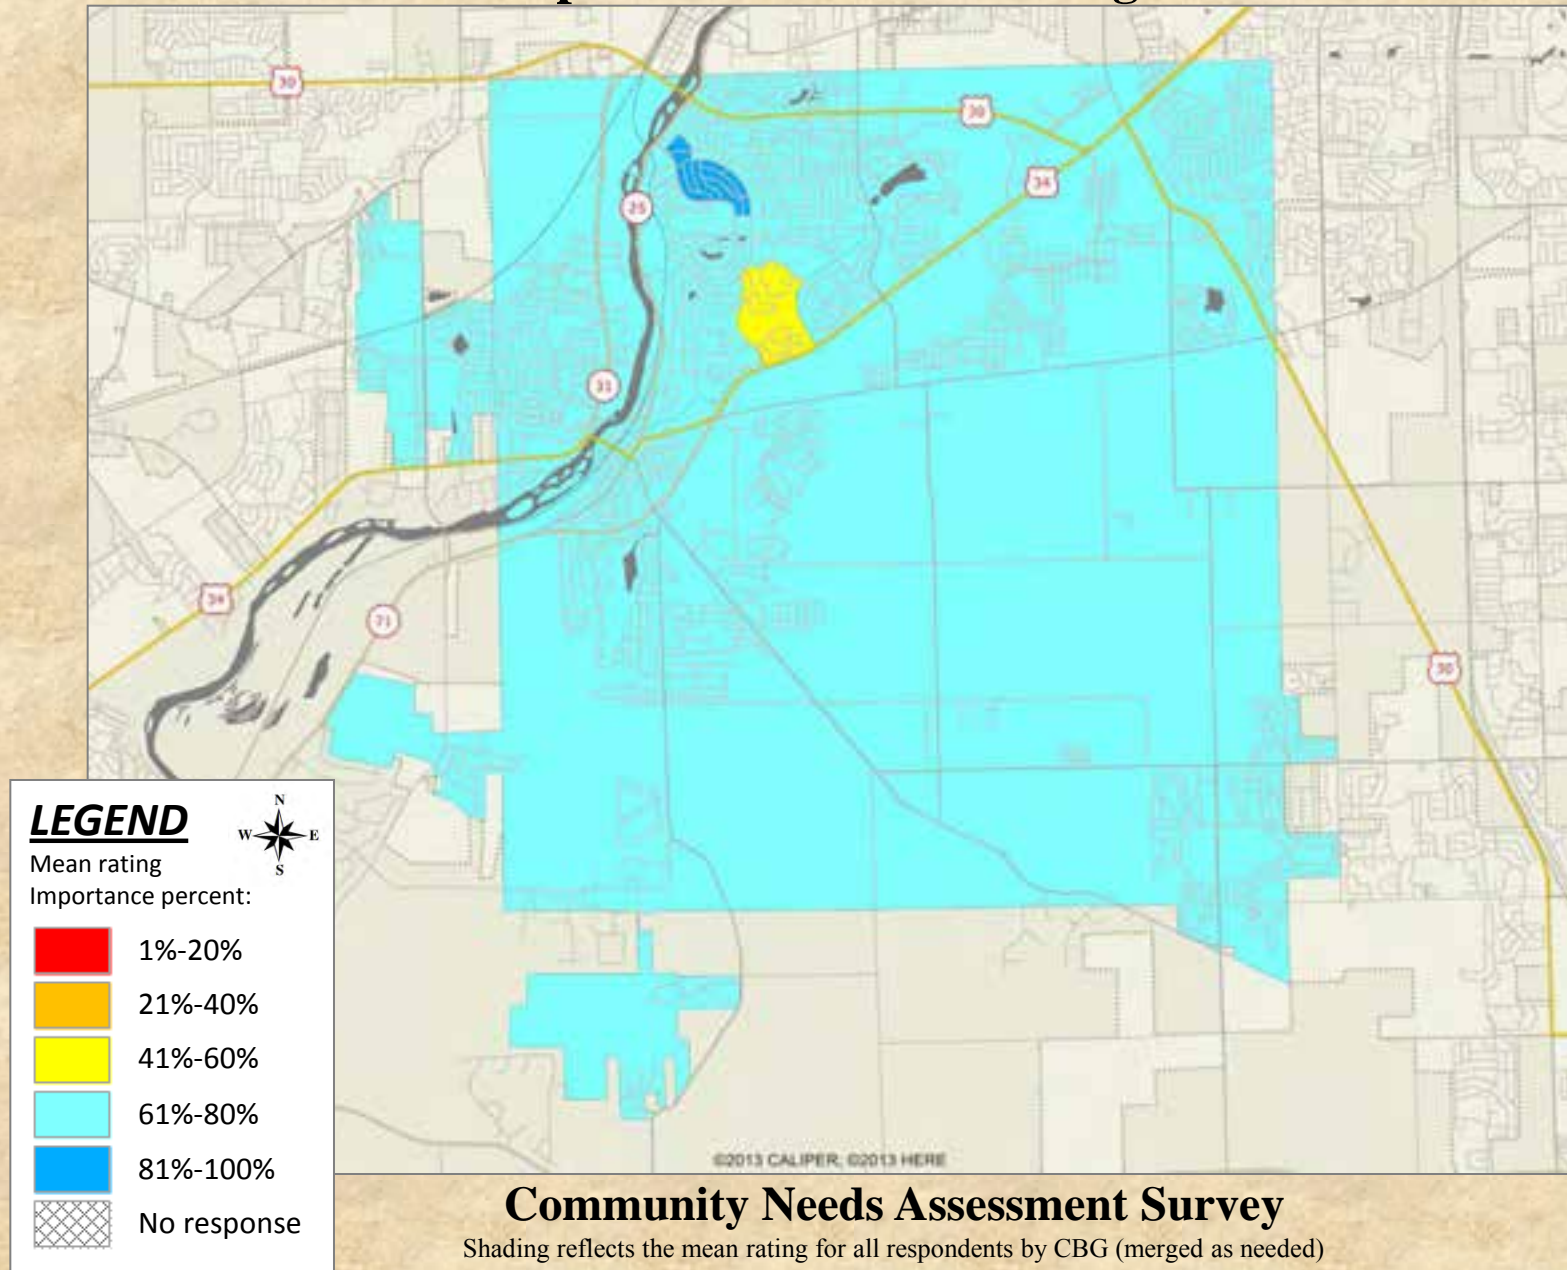 30
30
34
25
31
34
71
30
LEGEND
N
W E
S
Mean rating
Importance percent:
1%-20%
21%-40%
41%-60%
61%-80%
81%-100%
No response
©2013 CALIPER; ©2013 HERE
Community Needs Assessment Survey
Shading reflects the mean rating for all respondents by CBG (merged as needed)